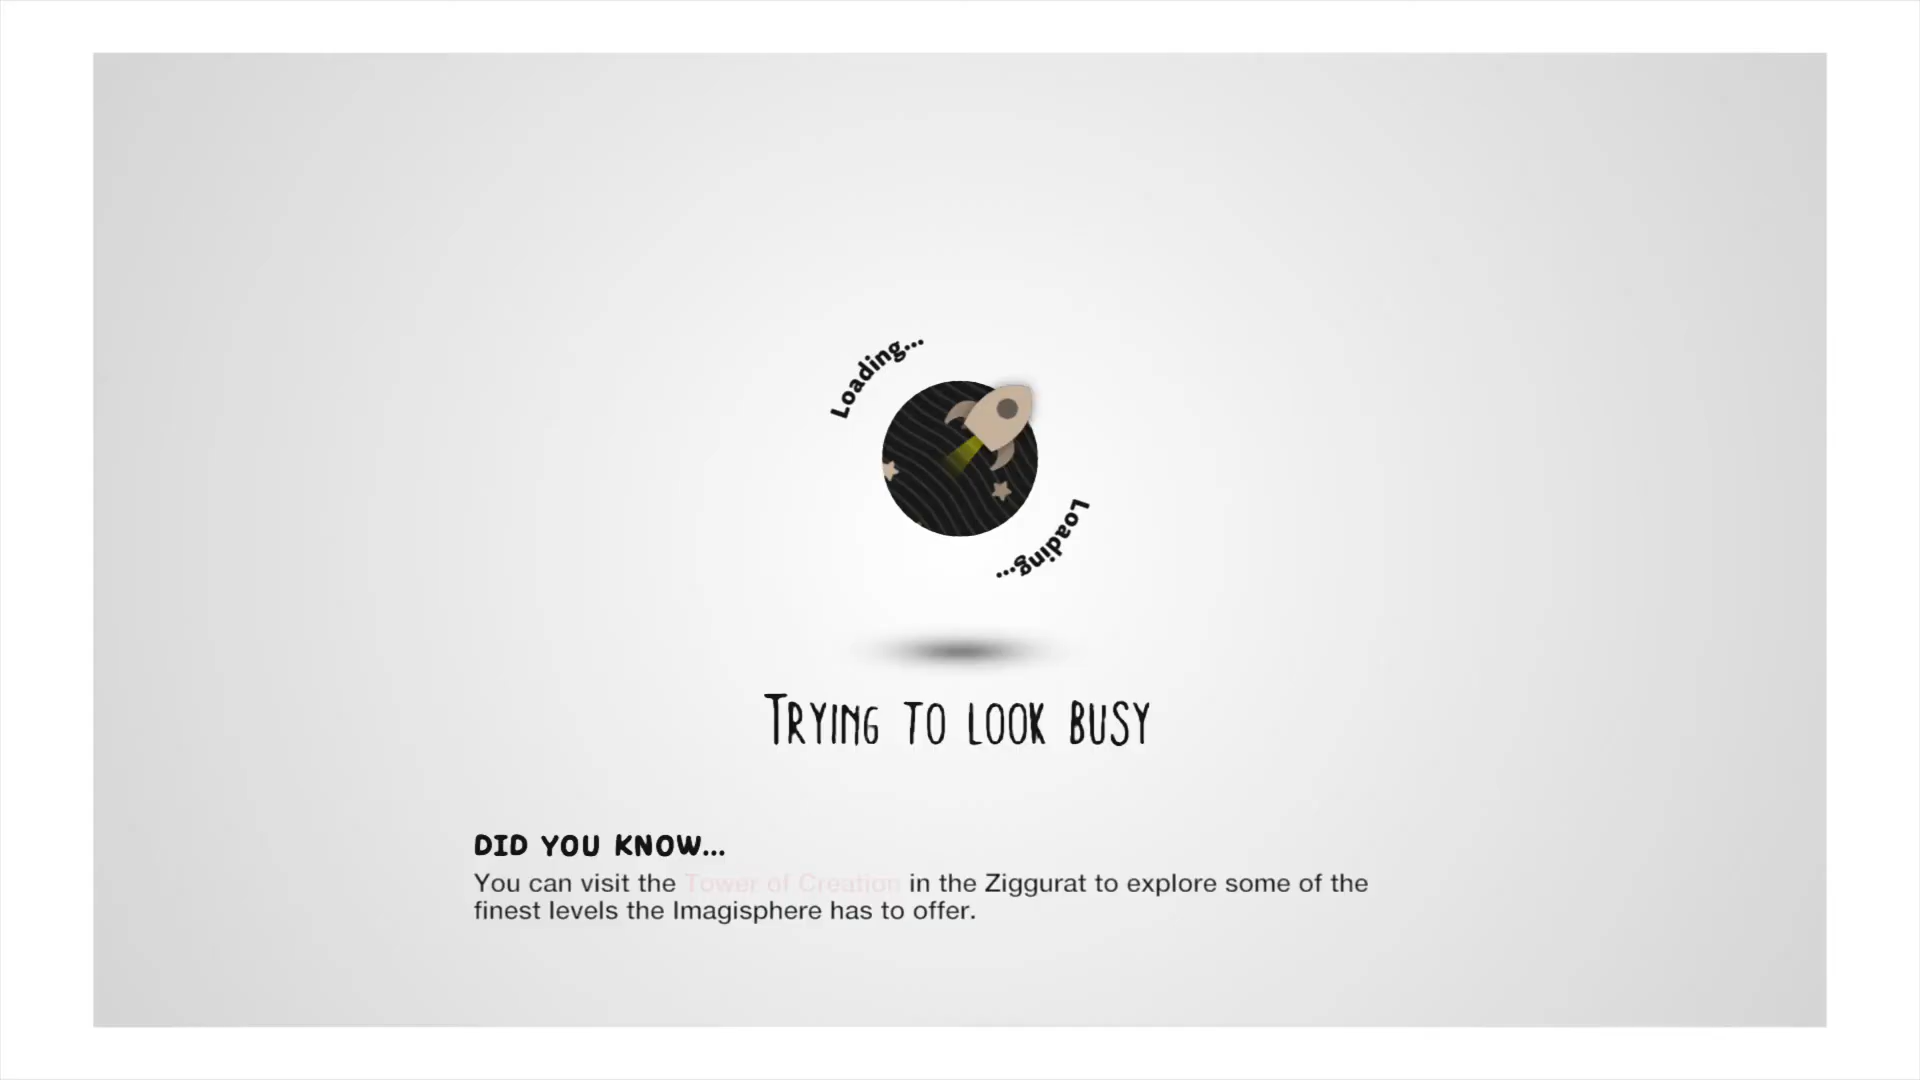 Loading...
Loading...
Trying to look busy
DID YOU KNOW...
You can visit the Tower of Creation in the Ziggurat to explore some of the
finest levels the Imagisphere has to offer.